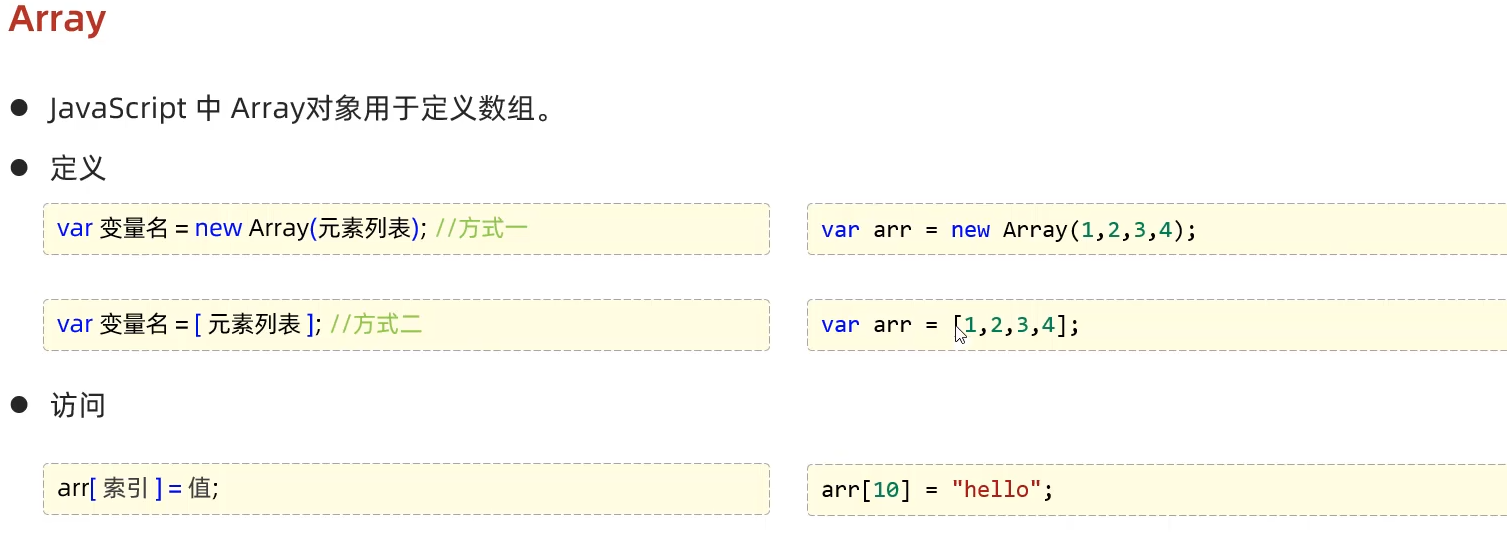 Array
● JavaScript 中 Array对象用于定义数组。
● 定义
var 变量名 = new Array(元素列表); //方式一
var arr = new Array(1,2,3,4);
var 变量名 = [ 元素列表 ]; //方式二
var arr = [1,2,3,4];
● 访问
arr[ 索引 ] = 值;
arr[10] = "hello";